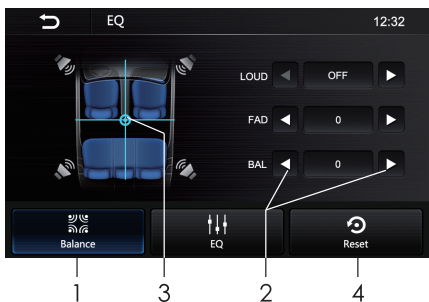 EQ 12:32
LOUD OFF
FAD 0
BAL 0
Balance EQ Reset
1 3 2 4